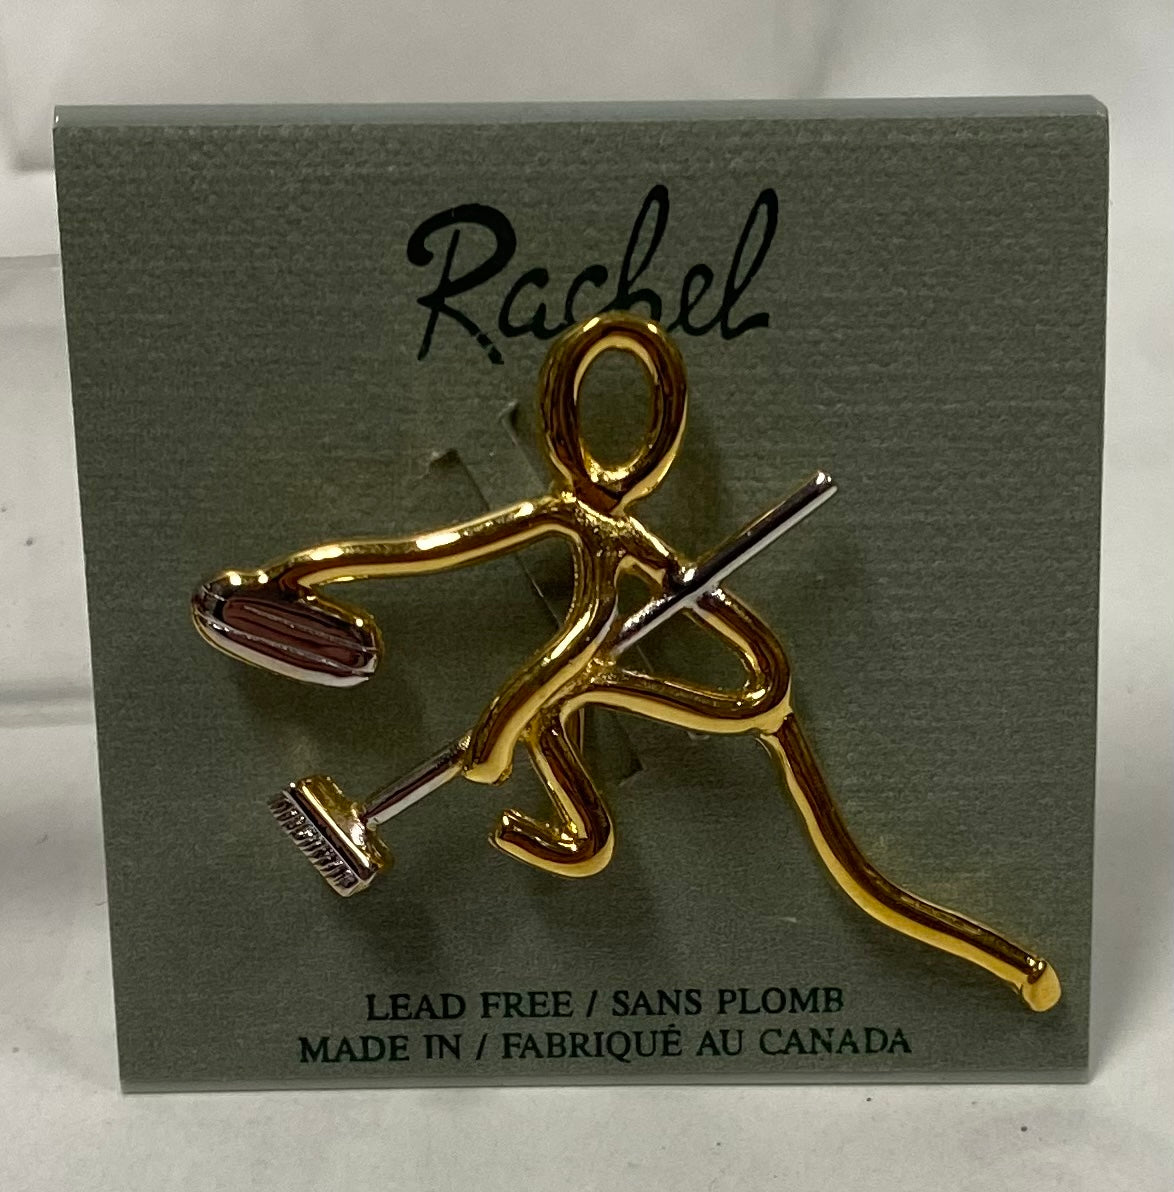 Rachel
LEAD FREE / SANS PLOMB
MADE IN / FABRIQUÉ AU CANADA